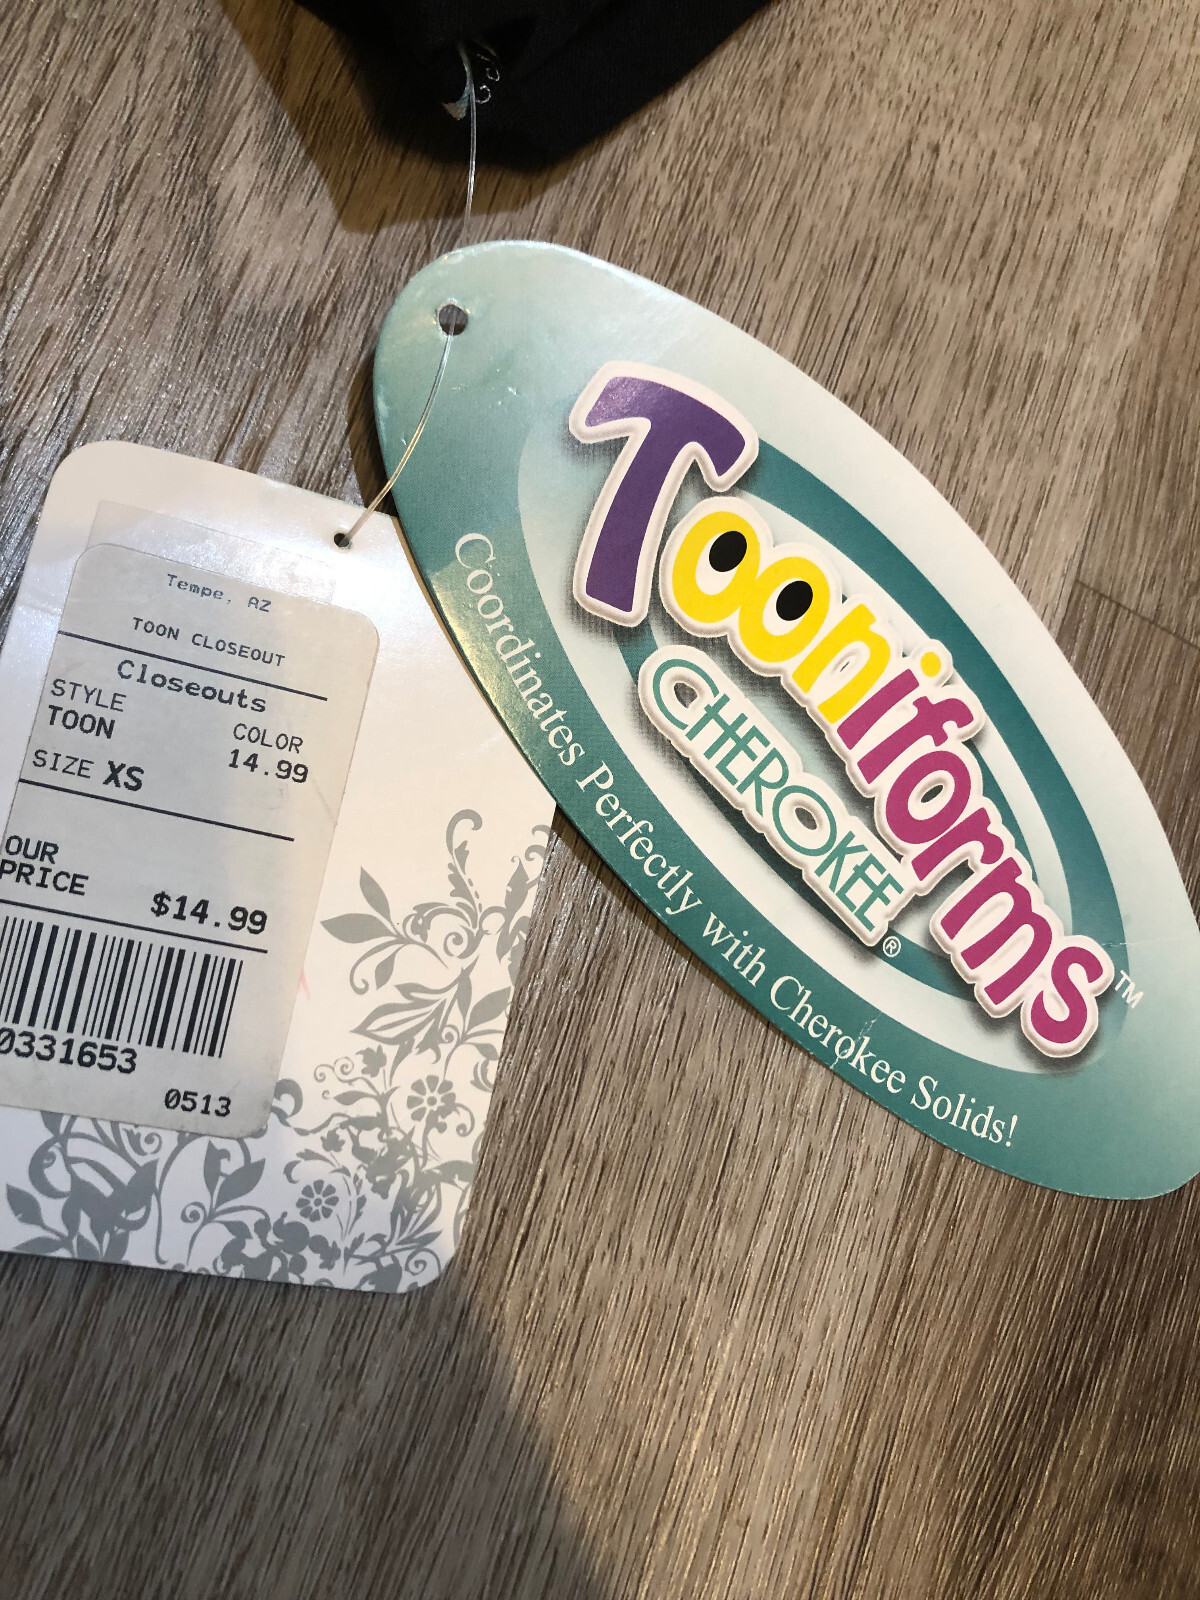 Tempe, AZ
TOON CLOSEOUT
Closeouts
STYLE
TOON
COLOR
14.99
SIZE XS
OUR
PRICE
$14.99
0331653
0513
Tooniforms™
CHEROKEE®
Coordinates Perfectly with Cherokee Solids!